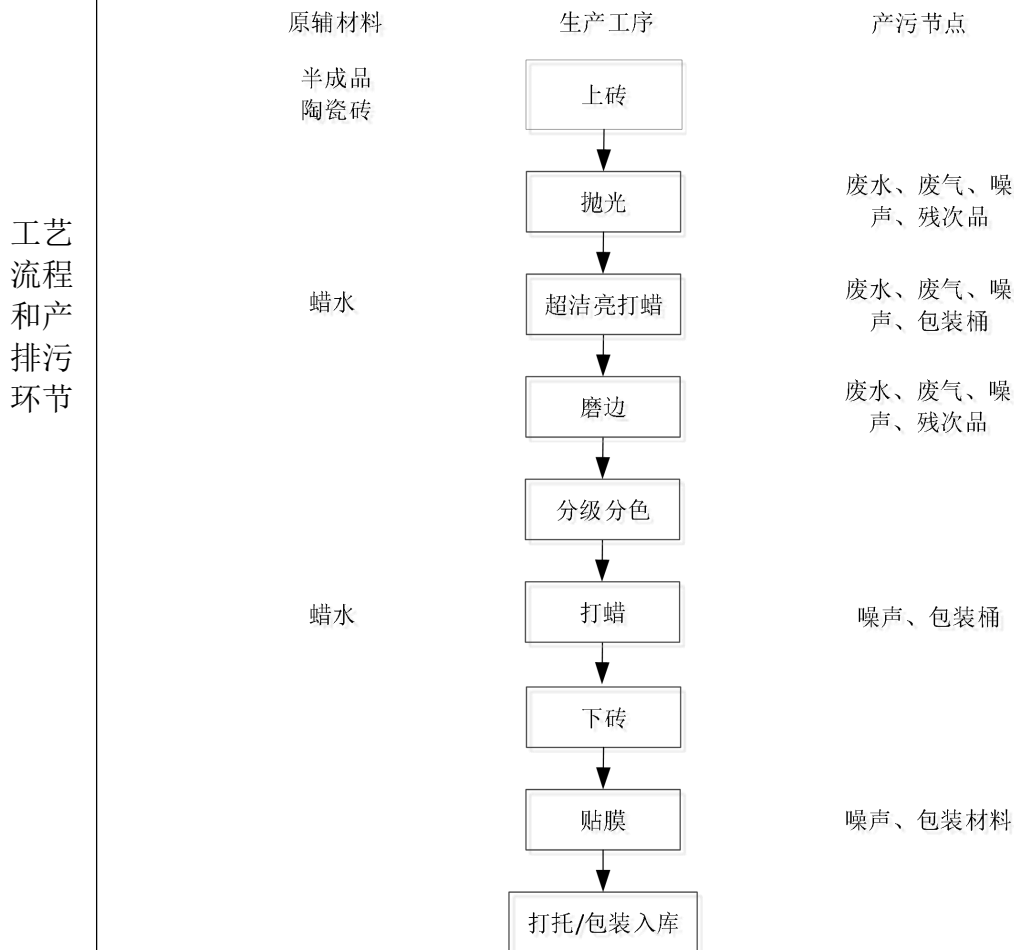 原辅材料
生产工序
产污节点
半成品
陶瓷砖
上砖
抛光
废水、废气、噪
声、残次品
工艺
流程
和产
排污
环节
蜡水
超洁亮打蜡
废水、废气、噪
声、包装桶
磨边
废水、废气、噪
声、残次品
分级分色
蜡水
打蜡
噪声、包装桶
下砖
贴膜
噪声、包装材料
打托/包装入库